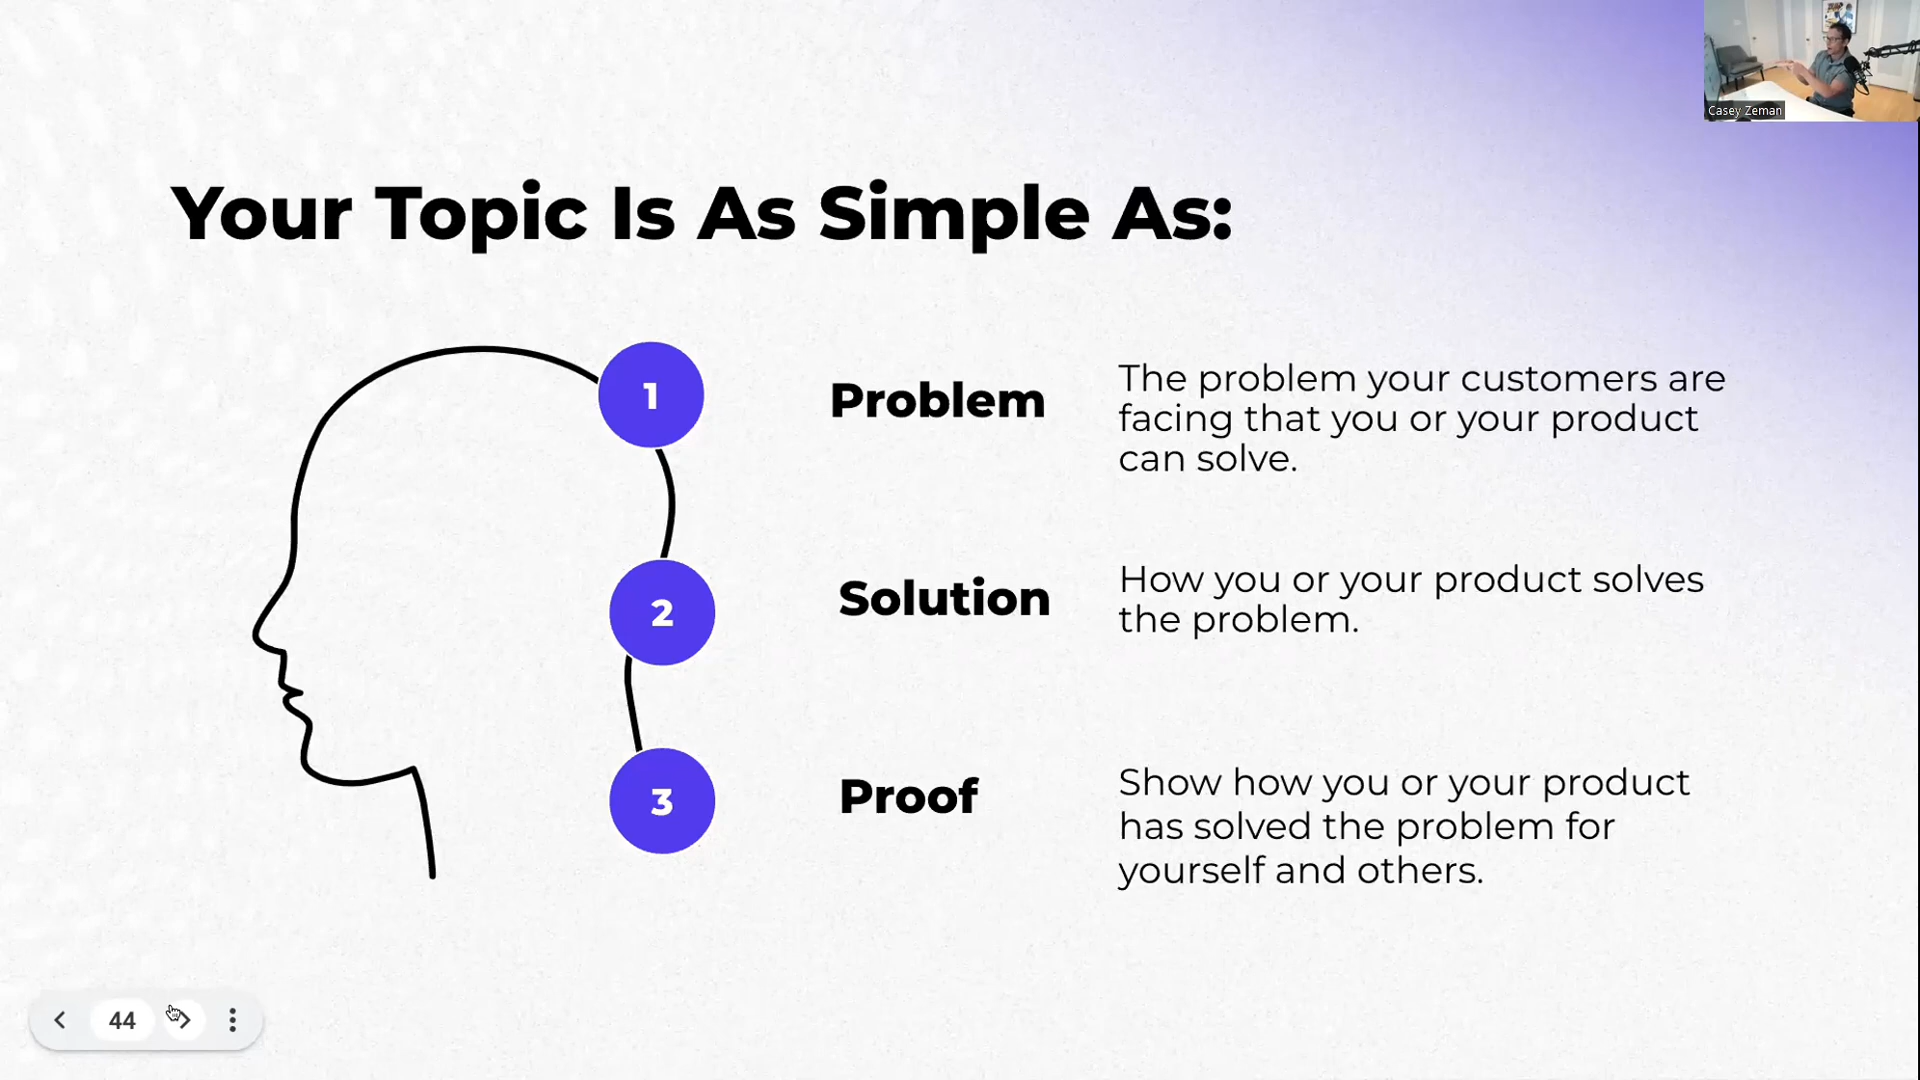 Casey Zeman
Your Topic Is As Simple As:
1
Problem
The problem your customers are
facing that you or your product
can solve.
2
Solution
How you or your product solves
the problem.
3
Proof
Show how you or your product
has solved the problem for
yourself and others.
44